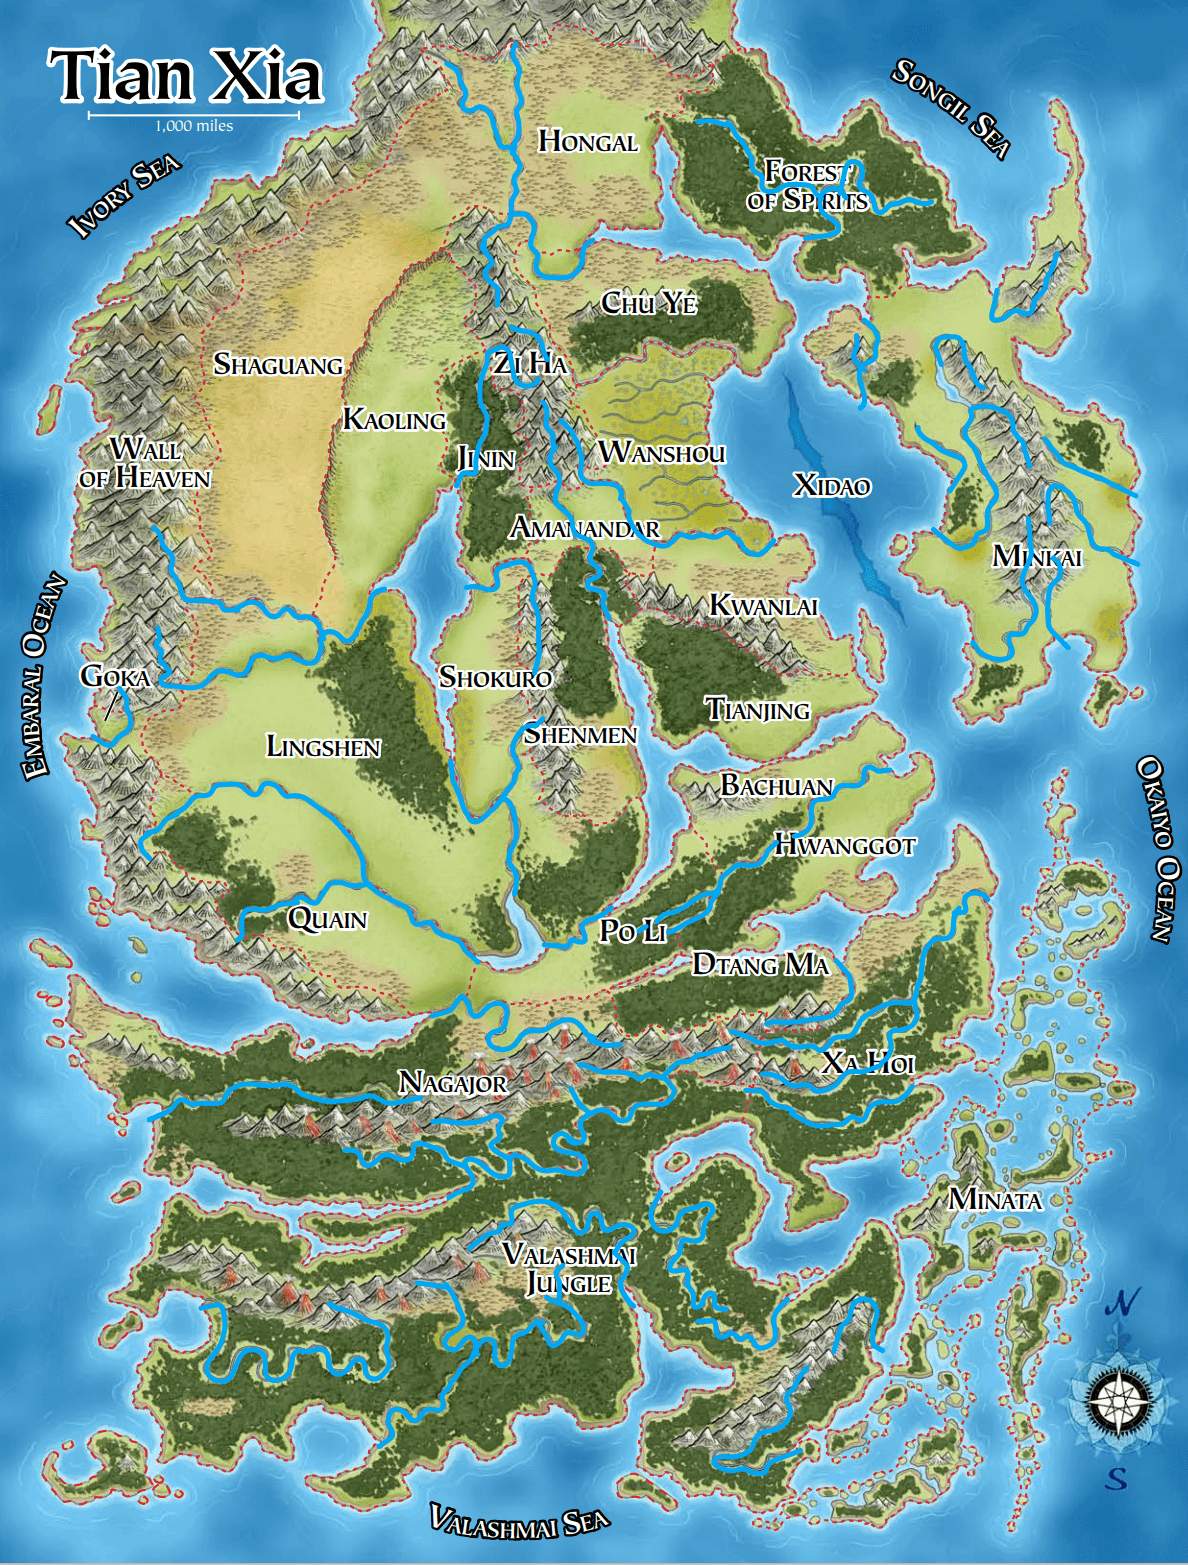 Tian Xia
1,000 miles
Songil Sea
Ivory Sea
Hongal
Forest
of Spirits
Chu Ye
Shaguang
Zi Ha
Kaoling
Jinin
Wanshou
Wall
of Heaven
Xidao
Amanandar
Minkai
Kwanlai
Embaral Ocean
Goka
Shokuro
Tianjing
Shenmen
Lingshen
Bachuan
Hwanggot
Okaiyo Ocean
Quain
Po Li
Dtang Ma
Xa Hoi
Nagajor
Minata
Valashmai
Jungle
N
S
Valashmai Sea